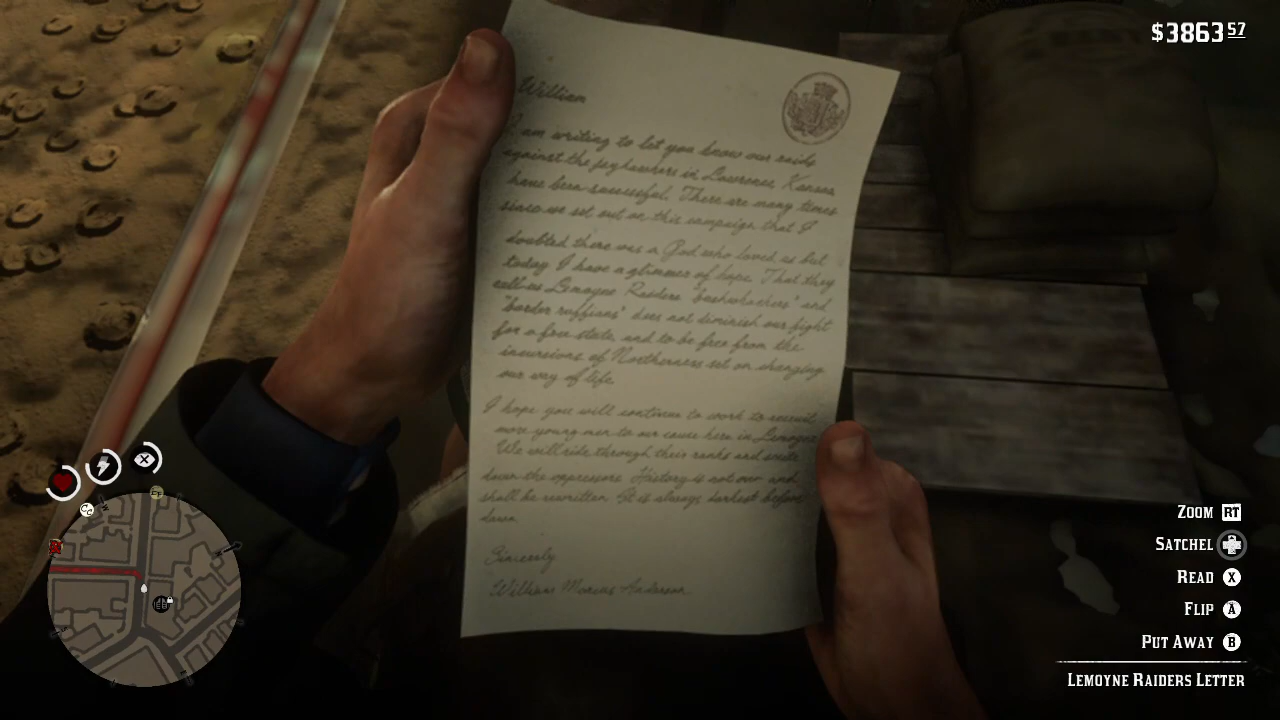 $3863 57
William
I am writing to let you know our raids
against the jayhawkers in Lawrence, Kansas
have been successful. There are many times
since we set out on this campaign that I
doubted there was a God who loved us but
today I have a glimmer of hope. That they
call us Lemoyne Raiders "bushwhackers" and
"border ruffians" does not diminish our fight
for a free state, and to be free from the
incursions of Northerners set on changing
our way of life.
I hope you will continue to work to recruit
more young men to our cause here in Lemoyne.
We will ride through their ranks and smite
down the oppressors. History is not over and
shall be rewritten. It is always darkest before
dawn.
Sincerely
William Morius Anderson
ZOOM RT
SATCHEL
READ X
FLIP A
PUT AWAY B
LEMOYNE RAIDERS LETTER